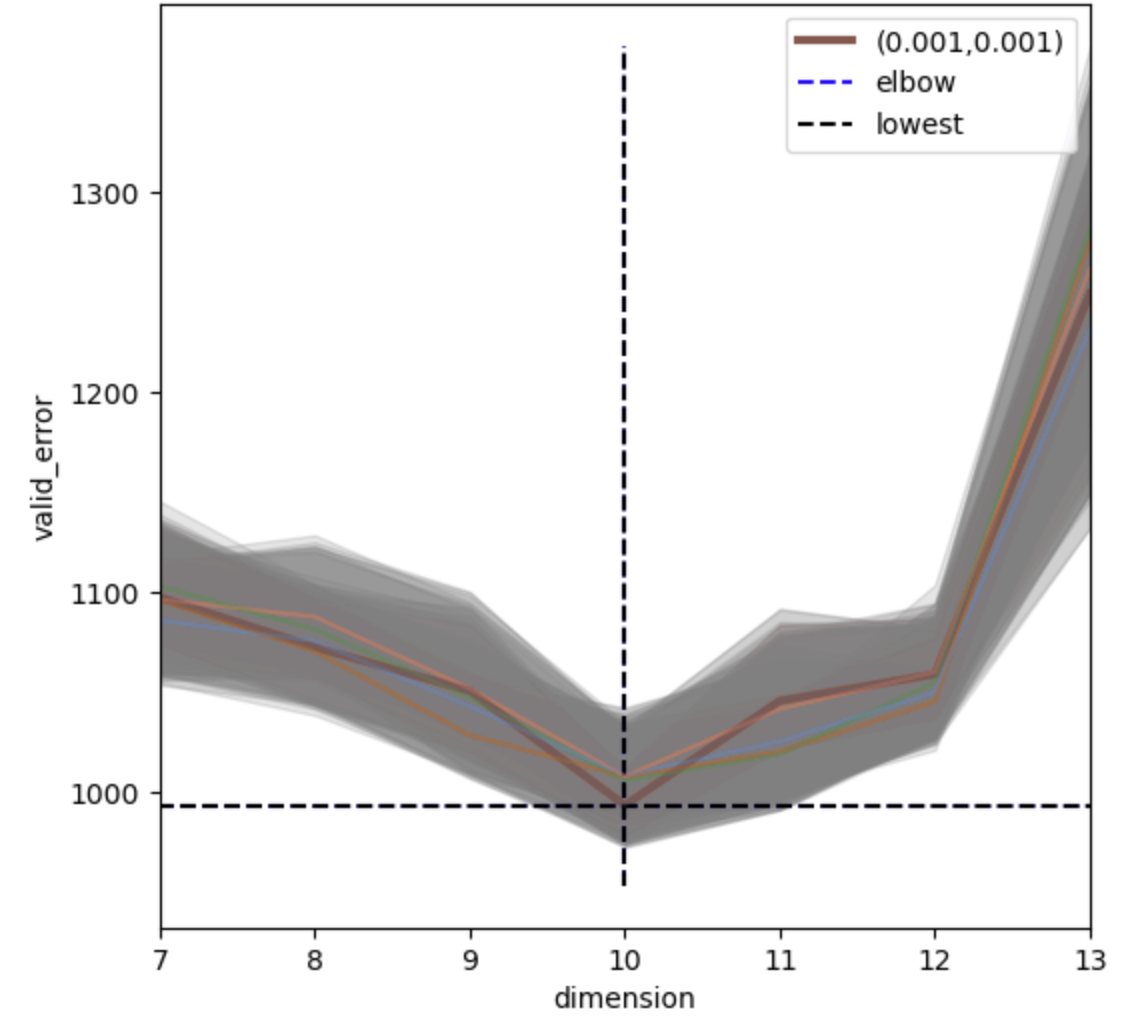 (0.001,0.001)
elbow
lowest
1300
1200
1100
1000
valid_error
7 8 9 10 11 12 13
dimension